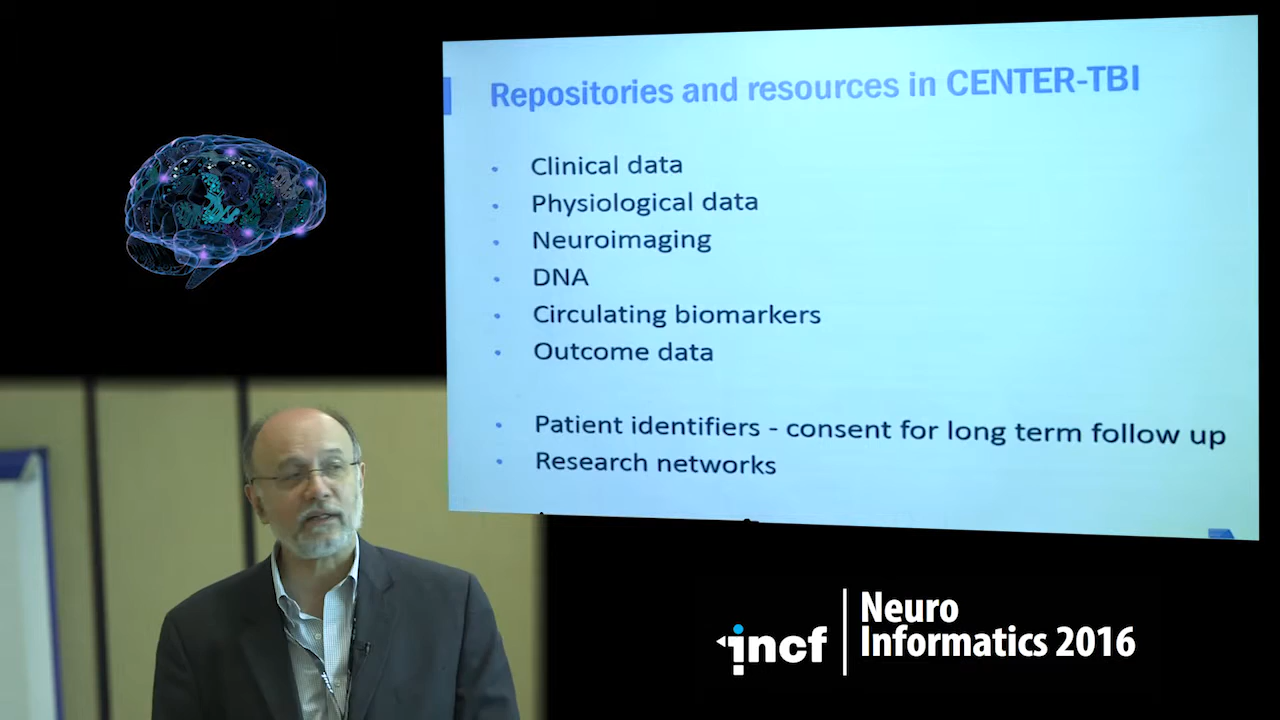 Repositories and resources in CENTER-TBI
Clinical data
Physiological data
Neuroimaging
DNA
Circulating biomarkers
Outcome data
Patient identifiers - consent for long term follow up
Research networks
incf
Neuro
Informatics 2016